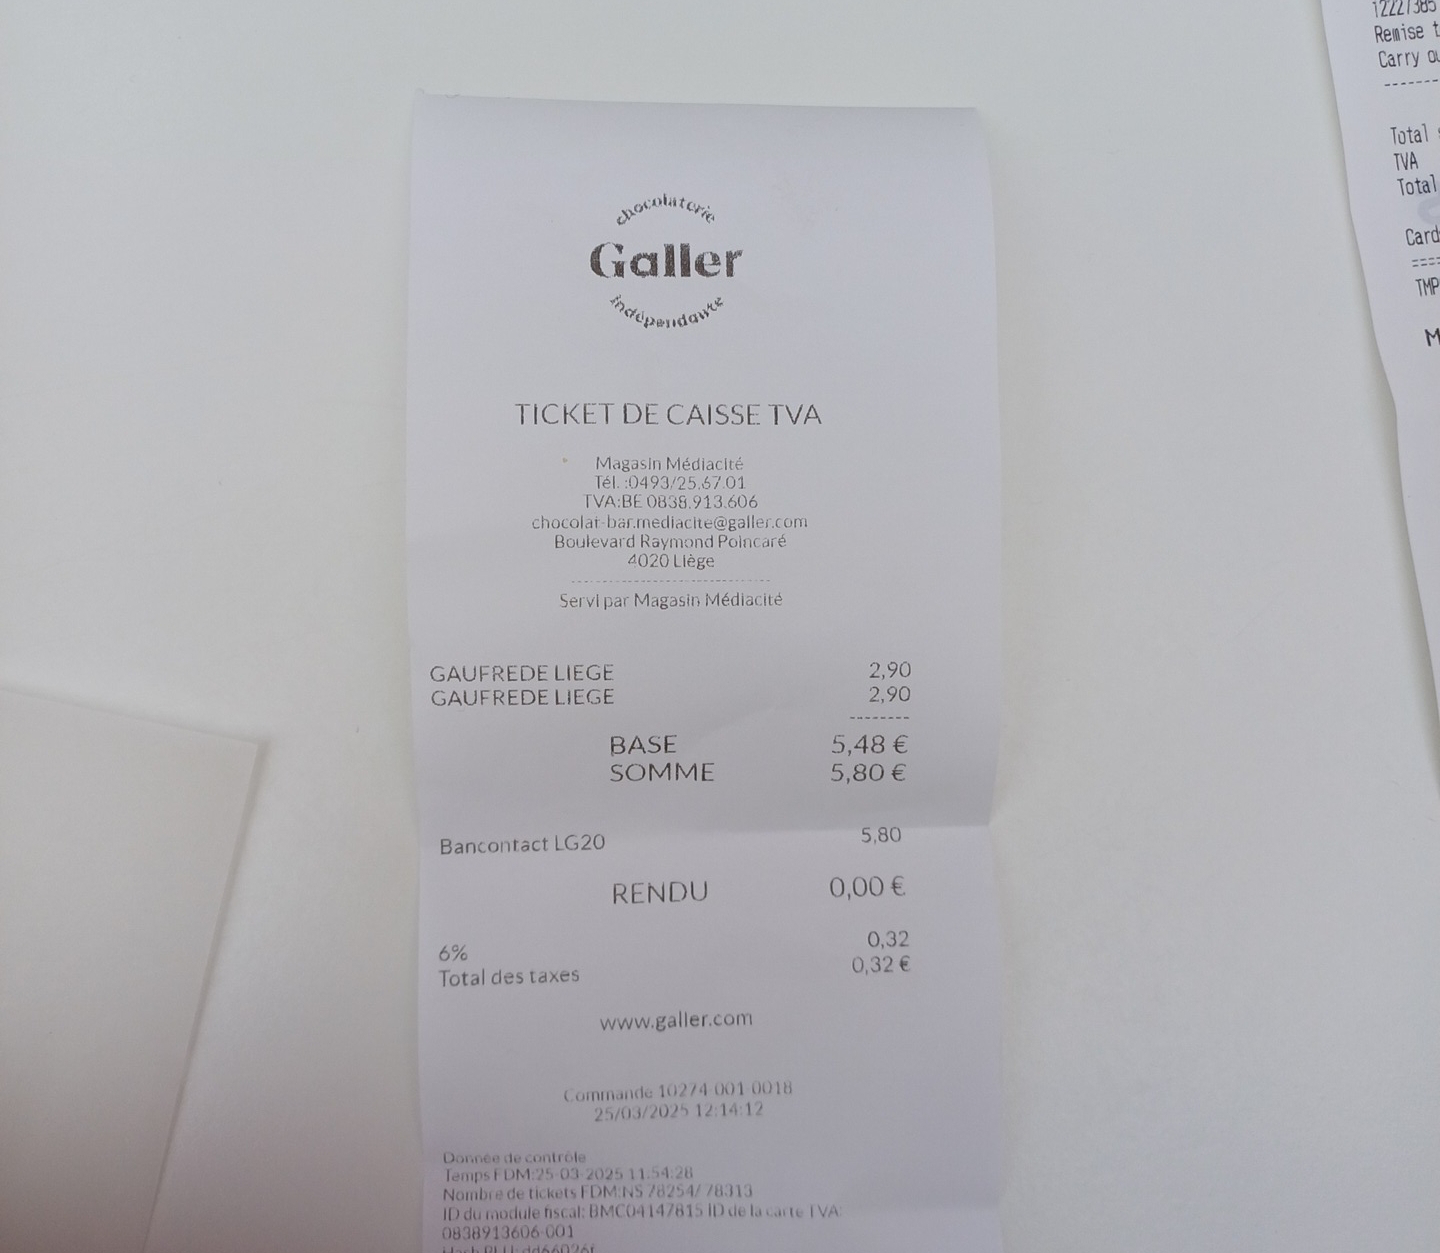 chocolaterie
Galler
indépendante
TICKET DE CAISSE TVA
Magasin Médiacité
Tél. :0493/25.67.01
TVA:BE 0838.913.606
chocolat-bar.mediacite@galler.com
Boulevard Raymond Poincaré
4020 Liège
Servi par Magasin Médiacité
GAUFREDE LIEGE 2,90
GAUFREDE LIEGE 2,90
BASE 5,48 €
SOMME 5,80 €
Bancontact LG20 5,80
RENDU 0,00 €
6% 0,32
Total des taxes 0,32 €
www.galler.com
Commande 10274-001-0018
25/03/2025 12:14:12
Donnée de contrôle
Temps FDM:25-03-2025 11:54:28
Nombre de tickets FDM:NS 78254/ 78313
ID du module fiscal: BMC04147815 ID de la carte TVA:
0838913606-001
Remise
Carry
Total
TVA
Total
Card
TMP